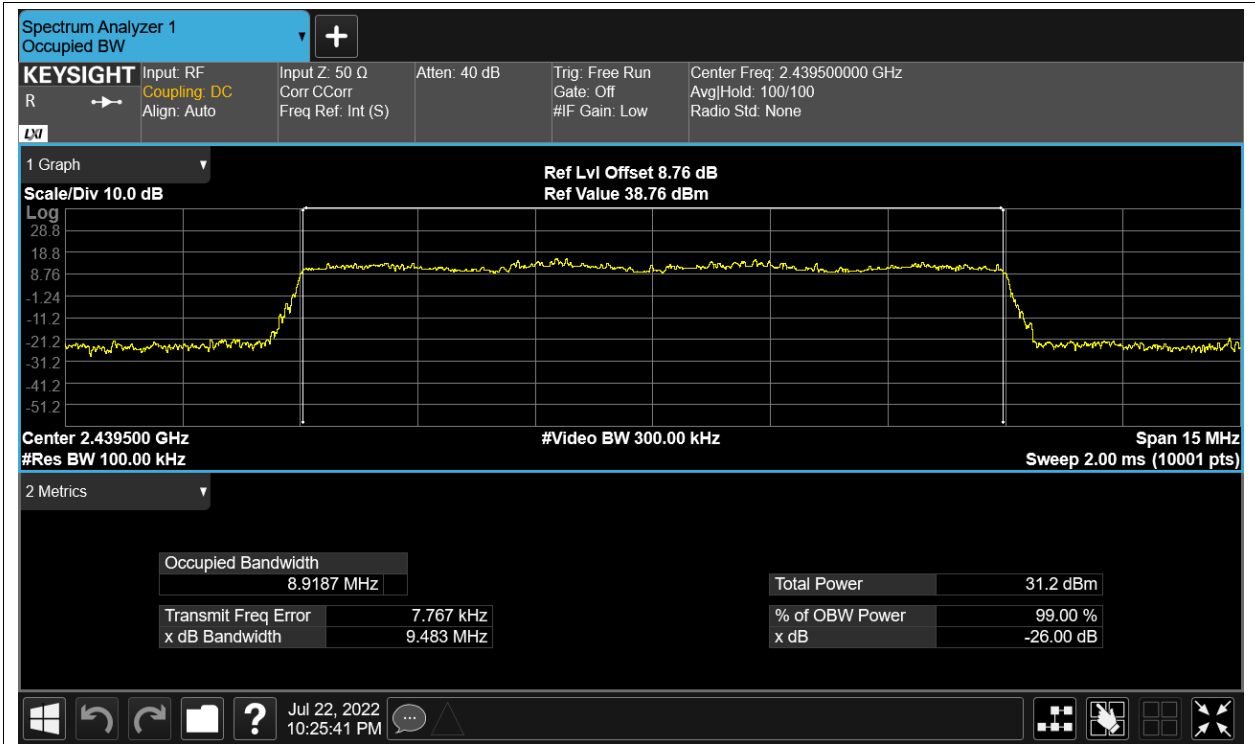 Spectrum Analyzer 1
Occupied BW
KEYSIGHT Input: RF Input Z: 50 Ω Atten: 40 dB Trig: Free Run Center Freq: 2.439500000 GHz
R Coupling: DC Corr CCorr Gate: Off Avg|Hold: 100/100
Align: Auto Freq Ref: Int (S) #IF Gain: Low Radio Std: None
LXI
1 Graph
Ref Lvl Offset 8.76 dB
Scale/Div 10.0 dB Ref Value 38.76 dBm
Log
28.8
18.8
8.76
-1.24
-11.2
-21.2
-31.2
-41.2
-51.2
Center 2.439500 GHz #Video BW 300.00 kHz Span 15 MHz
#Res BW 100.00 kHz Sweep 2.00 ms (10001 pts)
2 Metrics
Occupied Bandwidth
8.9187 MHz Total Power 31.2 dBm
Transmit Freq Error 7.767 kHz % of OBW Power 99.00 %
x dB Bandwidth 9.483 MHz x dB -26.00 dB
? Jul 22, 2022
10:25:41 PM